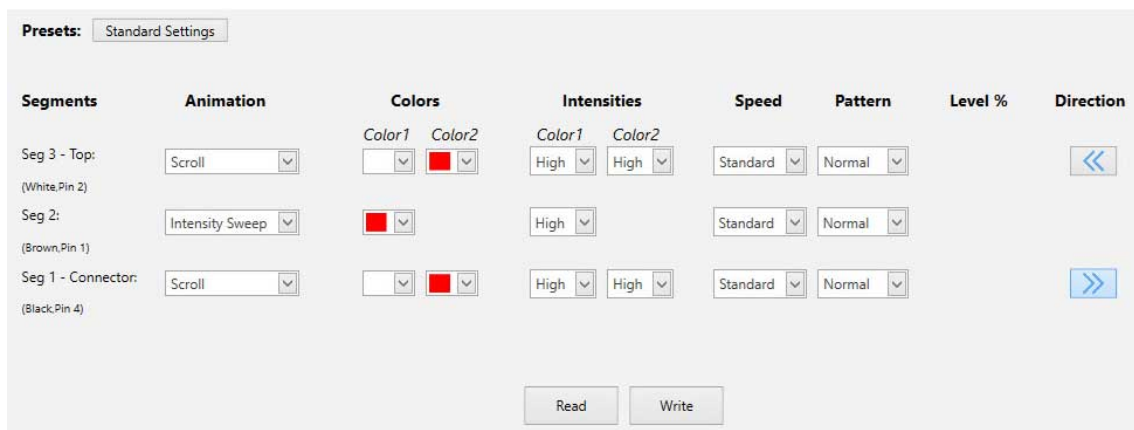 Presets: Standard Settings
Segments Animation Colors Intensities Speed Pattern Level % Direction
Color1 Color2 Color1 Color2
Seg 3 - Top: Scroll High High Standard Normal
(White,Pin 2)
Seg 2: Intensity Sweep High Standard Normal
(Brown,Pin 1)
Seg 1 - Connector: Scroll High High Standard Normal
(Black,Pin 4)
Read Write